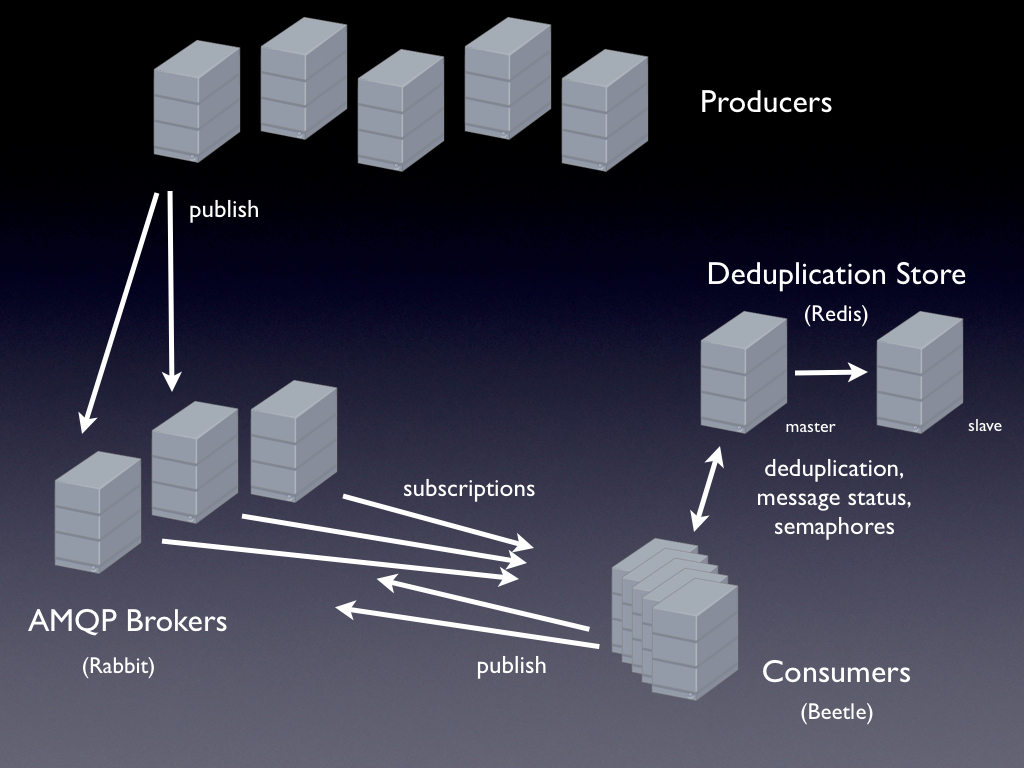 Producers
publish
Deduplication Store
(Redis)
master
slave
deduplication,
message status,
semaphores
subscriptions
AMQP Brokers
(Rabbit)
publish
Consumers
(Beetle)